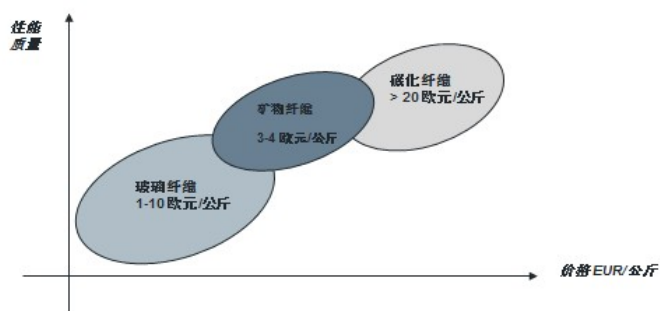 性能
质量
碳化纤维
> 20 欧元/公斤
矿物纤维
3-4 欧元/公斤
玻璃纤维
1-10 欧元/公斤
价格 EUR/公斤